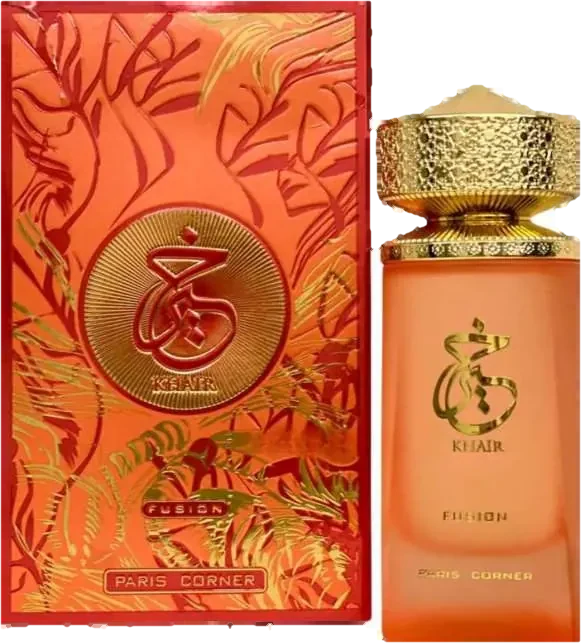 خير
KHAIR
FUSION
PARIS CORNER
خير
KHAIR
FUSION
PARIS CORNER